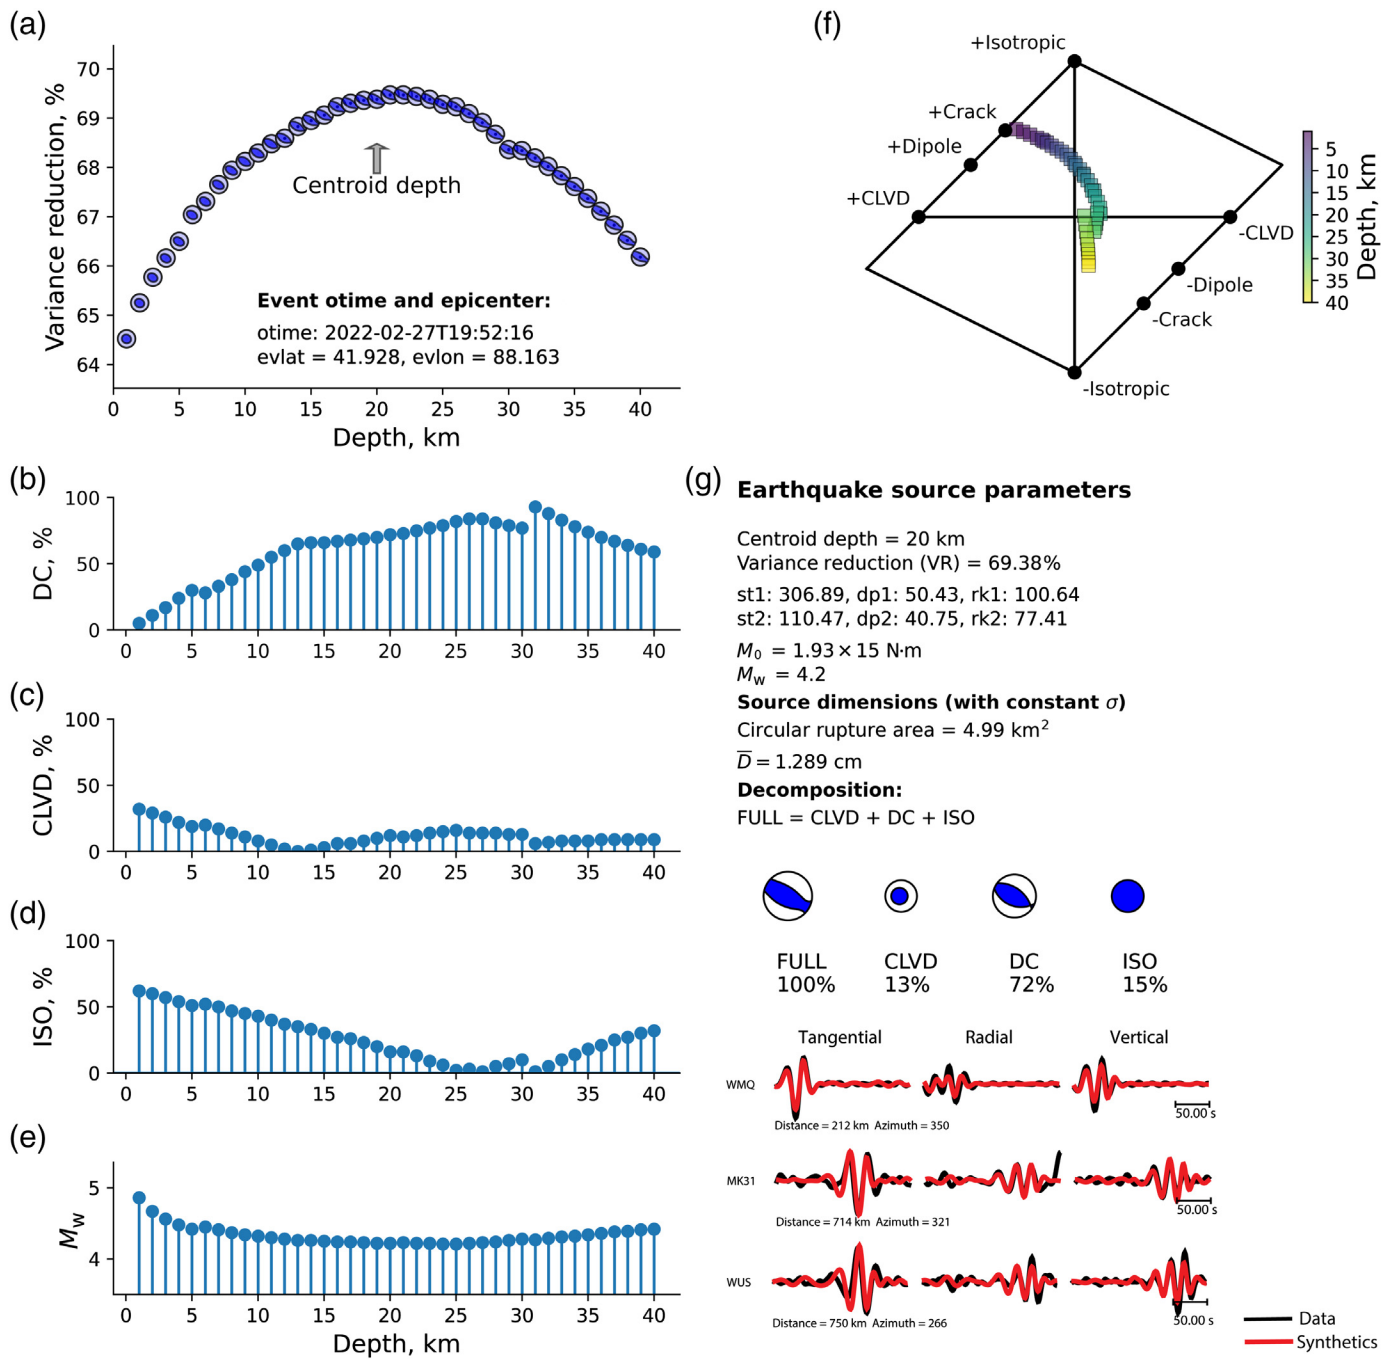 (a)
70
69
68
67
66
65
64
Variance reduction, %
Centroid depth
Event otime and epicenter:
otime: 2022-02-27T19:52:16
evlat = 41.928, evlon = 88.163
0 5 10 15 20 25 30 35 40
Depth, km
(f)
+Isotropic
+Crack
+Dipole
+CLVD
-CLVD
-Dipole
-Crack
-Isotropic
5
10
15
20
25
30
35
40
Depth, km
(b)
100
50
0
DC, %
0 5 10 15 20 25 30 35 40
(c)
100
50
0
CLVD, %
0 5 10 15 20 25 30 35 40
(d)
100
50
0
ISO, %
0 5 10 15 20 25 30 35 40
(e)
5
4
Mw
0 5 10 15 20 25 30 35 40
Depth, km
(g)
Earthquake source parameters
Centroid depth = 20 km
Variance reduction (VR) = 69.38%
st1: 306.89, dp1: 50.43, rk1: 100.64
st2: 110.47, dp2: 40.75, rk2: 77.41
M₀ = 1.93 × 15 N·m
Mw = 4.2
Source dimensions (with constant σ)
Circular rupture area = 4.99 km²
D̅ = 1.289 cm
Decomposition:
FULL = CLVD + DC + ISO
FULL CLVD DC ISO
100% 13% 72% 15%
Tangential Radial Vertical
WMQ
50.00 s
Distance = 212 km Azimuth = 350
MK31
50.00 s
Distance = 714 km Azimuth = 321
WUS
50.00 s
Distance = 750 km Azimuth = 266
Data
Synthetics